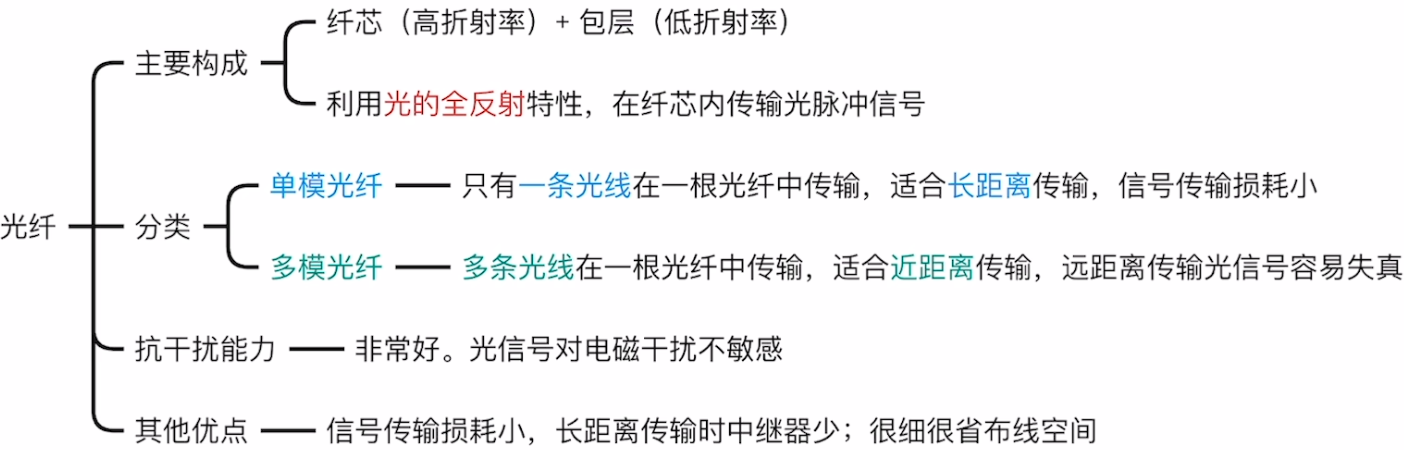 光纤
主要构成
纤芯（高折射率）+ 包层（低折射率）
利用光的全反射特性，在纤芯内传输光脉冲信号
分类
单模光纤
只有一条光线在一根光纤中传输，适合长距离传输，信号传输损耗小
多模光纤
多条光线在一根光纤中传输，适合近距离传输，远距离传输光信号容易失真
抗干扰能力
非常好。光信号对电磁干扰不敏感
其他优点
信号传输损耗小，长距离传输时中继器少；很细很省布线空间